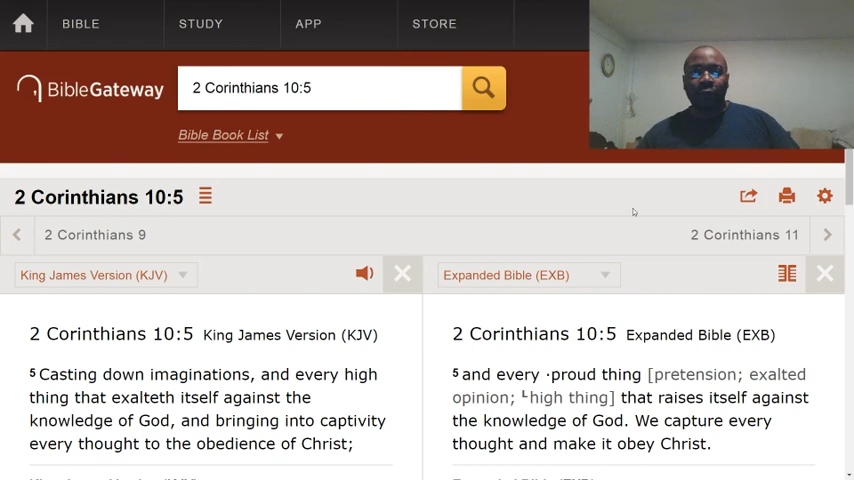 BIBLE STUDY APP STORE
BibleGateway
2 Corinthians 10:5
Bible Book List
2 Corinthians 10:5
2 Corinthians 9
2 Corinthians 11
King James Version (KJV)
Expanded Bible (EXB)
2 Corinthians 10:5 King James Version (KJV)
5 Casting down imaginations, and every high
thing that exalteth itself against the
knowledge of God, and bringing into captivity
every thought to the obedience of Christ;
2 Corinthians 10:5 Expanded Bible (EXB)
5 and every ·proud thing [pretension; exalted
opinion; ᴸhigh thing] that raises itself against
the knowledge of God. We capture every
thought and make it obey Christ.